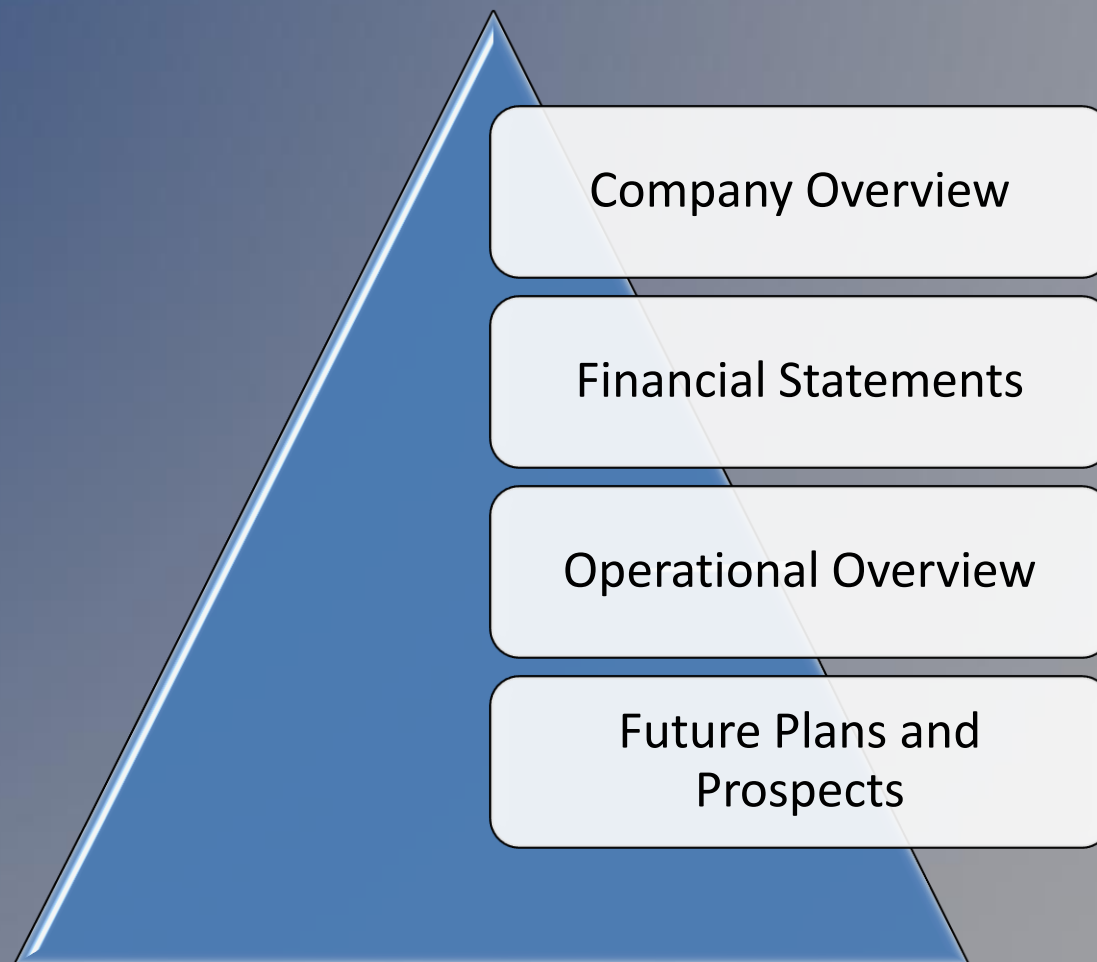 Company Overview
Financial Statements
Operational Overview
Future Plans and
Prospects